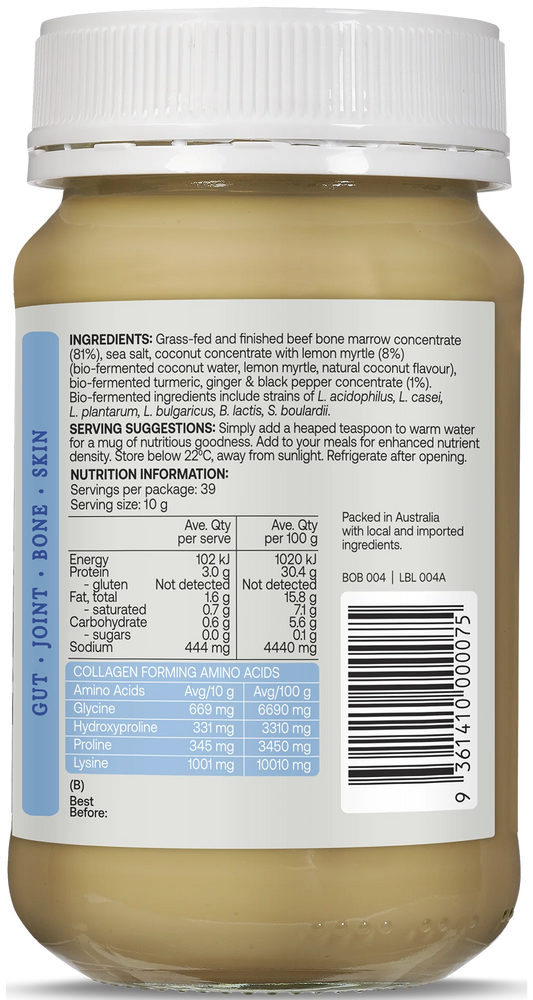 GUT · JOINT · BONE · SKIN
INGREDIENTS: Grass-fed and finished beef bone marrow concentrate
(81%), sea salt, coconut concentrate with lemon myrtle (8%)
(bio-fermented coconut water, lemon myrtle, natural coconut flavour),
bio-fermented turmeric, ginger & black pepper concentrate (1%).
Bio-fermented ingredients include strains of L. acidophilus, L. casei,
L. plantarum, L. bulgaricus, B. lactis, S. boulardii.
SERVING SUGGESTIONS: Simply add a heaped teaspoon to warm water
for a mug of nutritious goodness. Add to your meals for enhanced nutrient
density. Store below 22°C, away from sunlight. Refrigerate after opening.
NUTRITION INFORMATION:
Servings per package: 39
Serving size: 10 g
Ave. Qty Ave. Qty
per serve per 100 g
Energy 102 kJ 1020 kJ
Protein 3.0 g 30.4 g
- gluten Not detected Not detected
Fat, total 1.6 g 15.8 g
- saturated 0.7 g 7.1 g
Carbohydrate 0.6 g 5.6 g
- sugars 0.0 g 0.1 g
Sodium 444 mg 4440 mg
COLLAGEN FORMING AMINO ACIDS
Amino Acids Avg/10 g Avg/100 g
Glycine 669 mg 6690 mg
Hydroxyproline 331 mg 3310 mg
Proline 345 mg 3450 mg
Lysine 1001 mg 10010 mg
(B)
Best
Before:
Packed in Australia
with local and imported
ingredients.
BOB 004 | LBL 004A
9 361410 000075